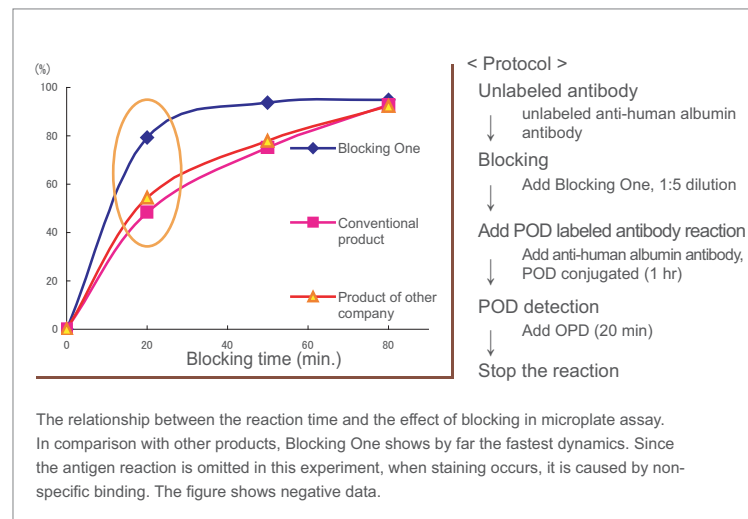 (%)
100
80
60
40
20
0
0
20
40
60
80
Blocking time (min.)
Blocking One
Conventional
product
Product of other
company
< Protocol >
Unlabeled antibody
unlabeled anti-human albumin
antibody
Blocking
Add Blocking One, 1:5 dilution
Add POD labeled antibody reaction
Add anti-human albumin antibody,
POD conjugated (1 hr)
POD detection
Add OPD (20 min)
Stop the reaction
The relationship between the reaction time and the effect of blocking in microplate assay.
In comparison with other products, Blocking One shows by far the fastest dynamics. Since
the antigen reaction is omitted in this experiment, when staining occurs, it is caused by non-
specific binding. The figure shows negative data.